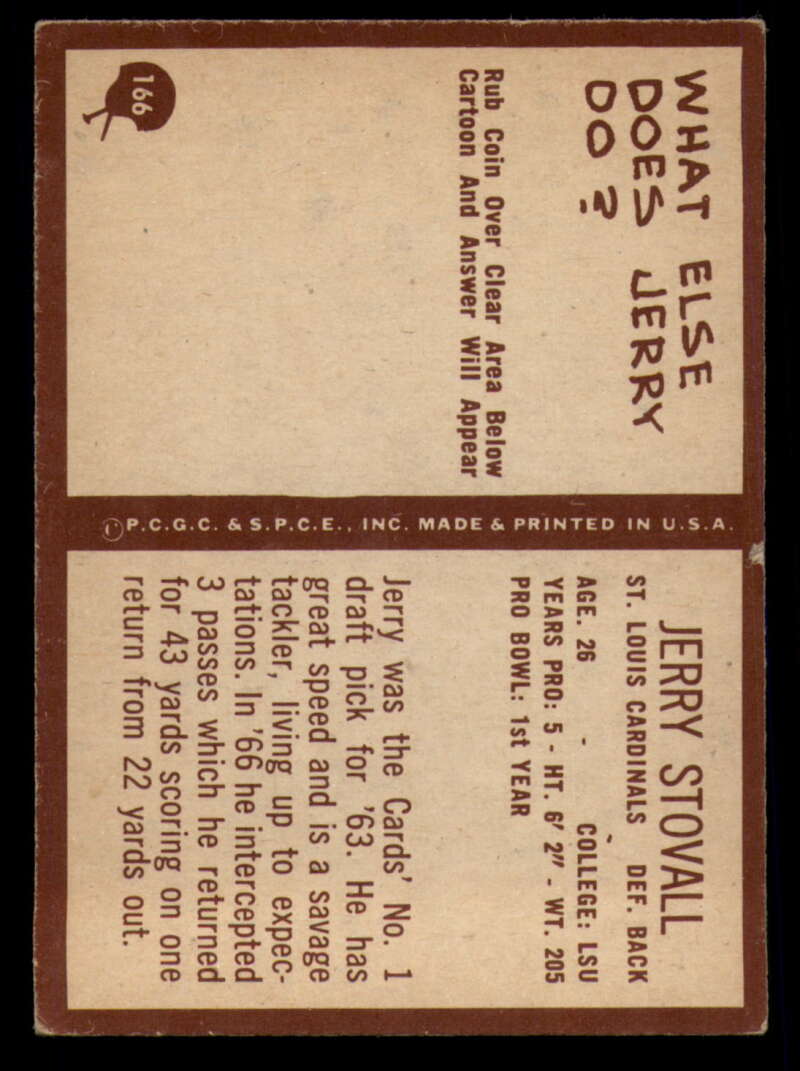 166
WHAT ELSE
DOES JERRY
DO ?
Rub Coin Over Clear Area Below
Cartoon And Answer Will Appear
©P.C.G.C. & S.P.C.E., INC. MADE & PRINTED IN U.S.A.
JERRY STOVALL
ST. LOUIS CARDINALS DEF. BACK
AGE. 26 - COLLEGE: LSU
YEARS PRO: 5 - HT. 6' 2" - WT. 205
PRO BOWL: 1st YEAR
Jerry was the Cards' No. 1
draft pick for '63. He has
great speed and is a savage
tackler, living up to expec-
tations. In '66 he intercepted
3 passes which he returned
for 43 yards scoring on one
return from 22 yards out.